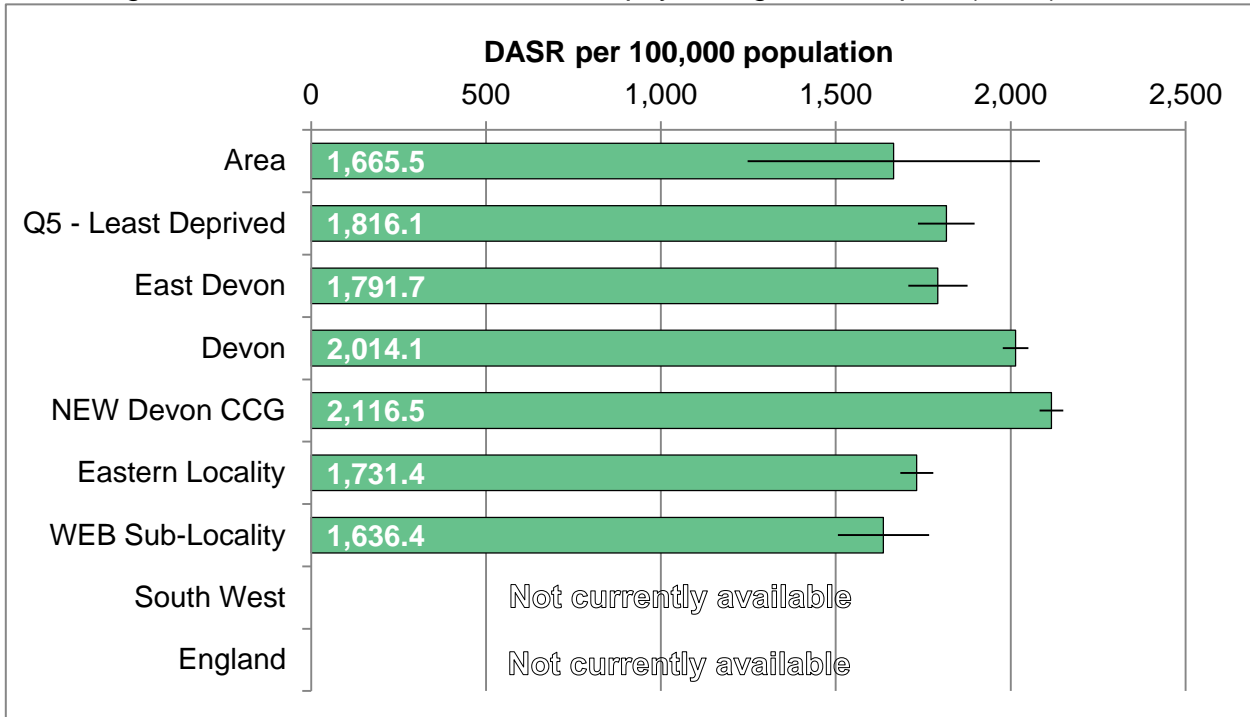 DASR per 100,000 population
0 500 1,000 1,500 2,000 2,500
Area 1,665.5
Q5 - Least Deprived 1,816.1
East Devon 1,791.7
Devon 2,014.1
NEW Devon CCG 2,116.5
Eastern Locality 1,731.4
WEB Sub-Locality 1,636.4
South West Not currently available
England Not currently available